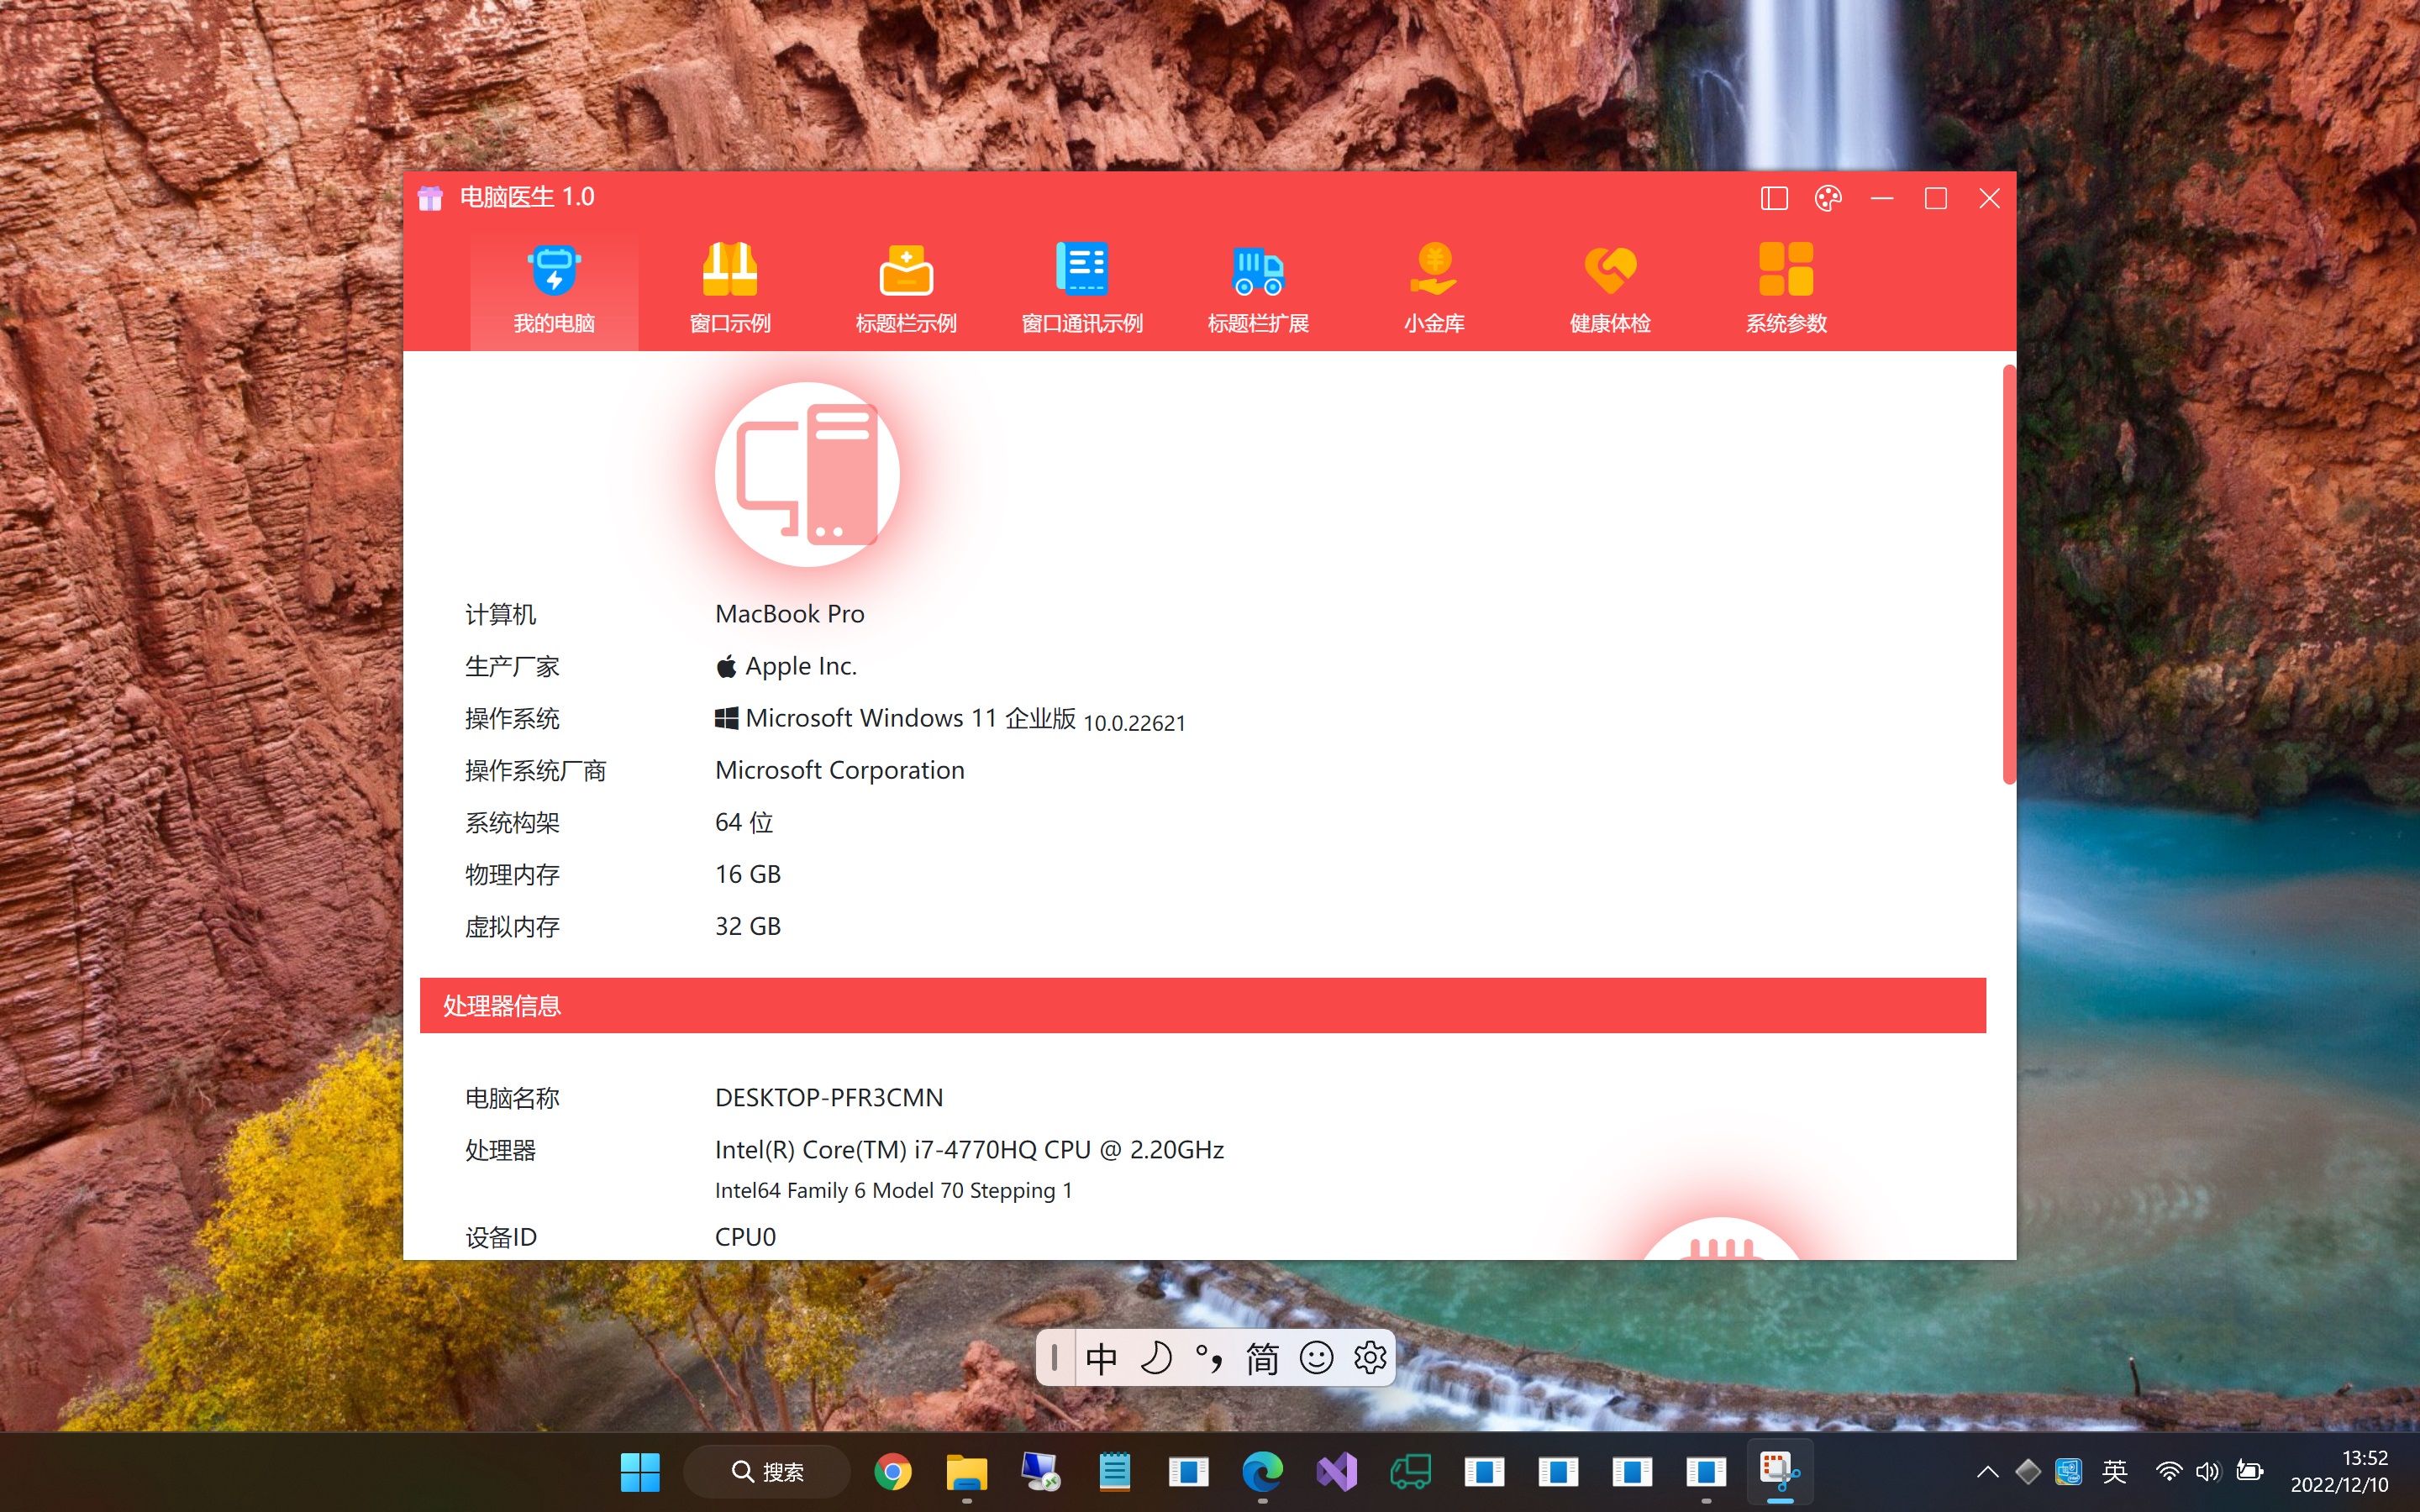 电脑医生 1.0
我的电脑
窗口示例
标题栏示例
窗口通讯示例
标题栏扩展
小金库
健康体检
系统参数
计算机 MacBook Pro
生产厂家 Apple Inc.
操作系统 Microsoft Windows 11 企业版 10.0.22621
操作系统厂商 Microsoft Corporation
系统构架 64 位
物理内存 16 GB
虚拟内存 32 GB
处理器信息
电脑名称 DESKTOP-PFR3CMN
处理器 Intel(R) Core(TM) i7-4770HQ CPU @ 2.20GHz
Intel64 Family 6 Model 70 Stepping 1
设备ID CPU0
中 °, 简
搜索
英
13:52
2022/12/10